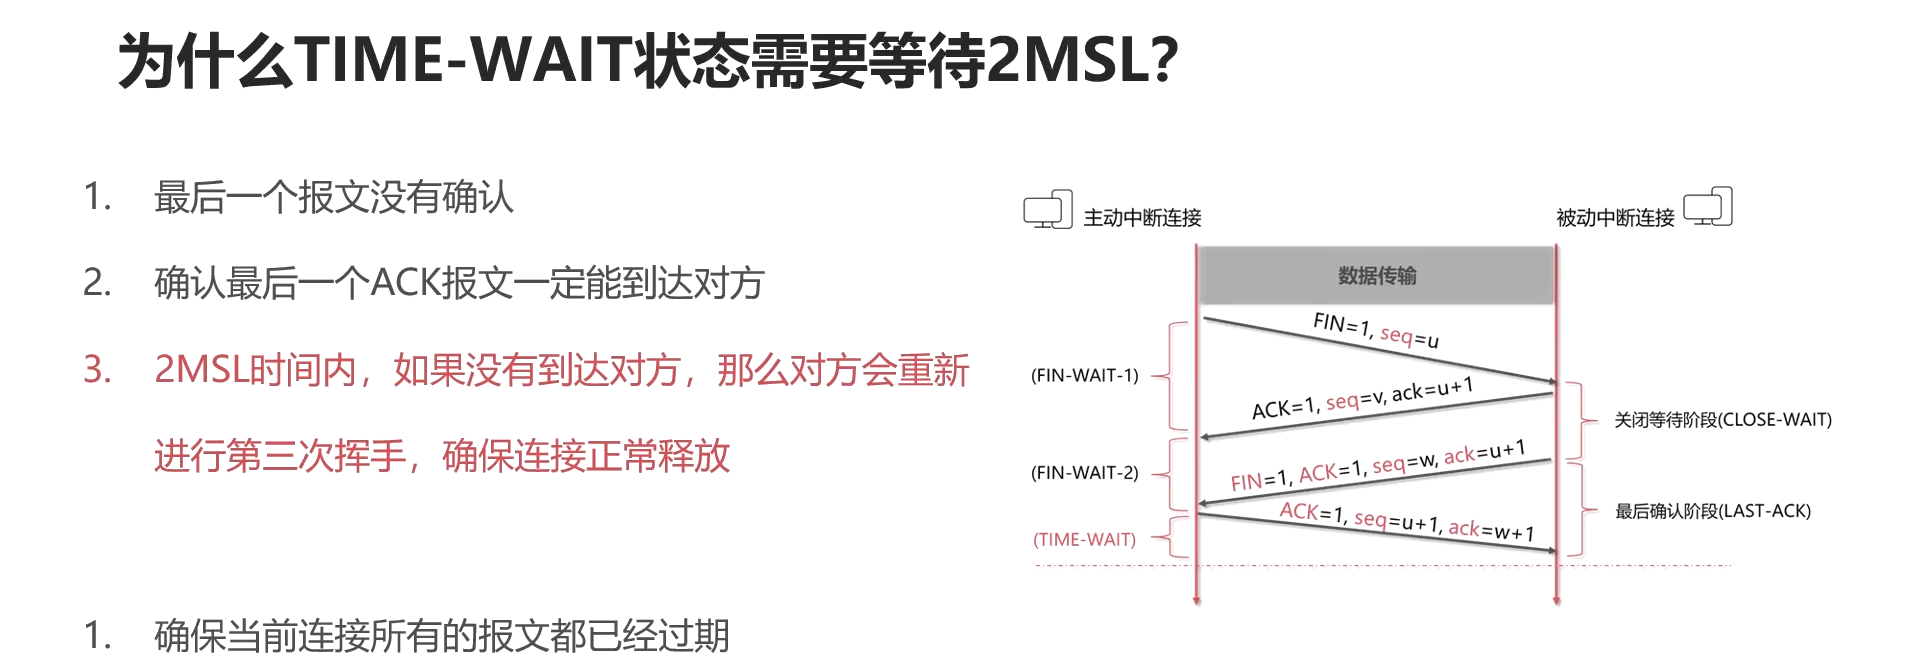 为什么TIME-WAIT状态需要等待2MSL?
1. 最后一个报文没有确认
2. 确认最后一个ACK报文一定能到达对方
3. 2MSL时间内，如果没有到达对方，那么对方会重新
进行第三次挥手，确保连接正常释放
1. 确保当前连接所有的报文都已经过期
主动中断连接
被动中断连接
数据传输
FIN=1, seq=u
(FIN-WAIT-1)
ACK=1, seq=v, ack=u+1
关闭等待阶段(CLOSE-WAIT)
(FIN-WAIT-2)
FIN=1, ACK=1, seq=w, ack=u+1
ACK=1, seq=u+1, ack=w+1
最后确认阶段(LAST-ACK)
(TIME-WAIT)